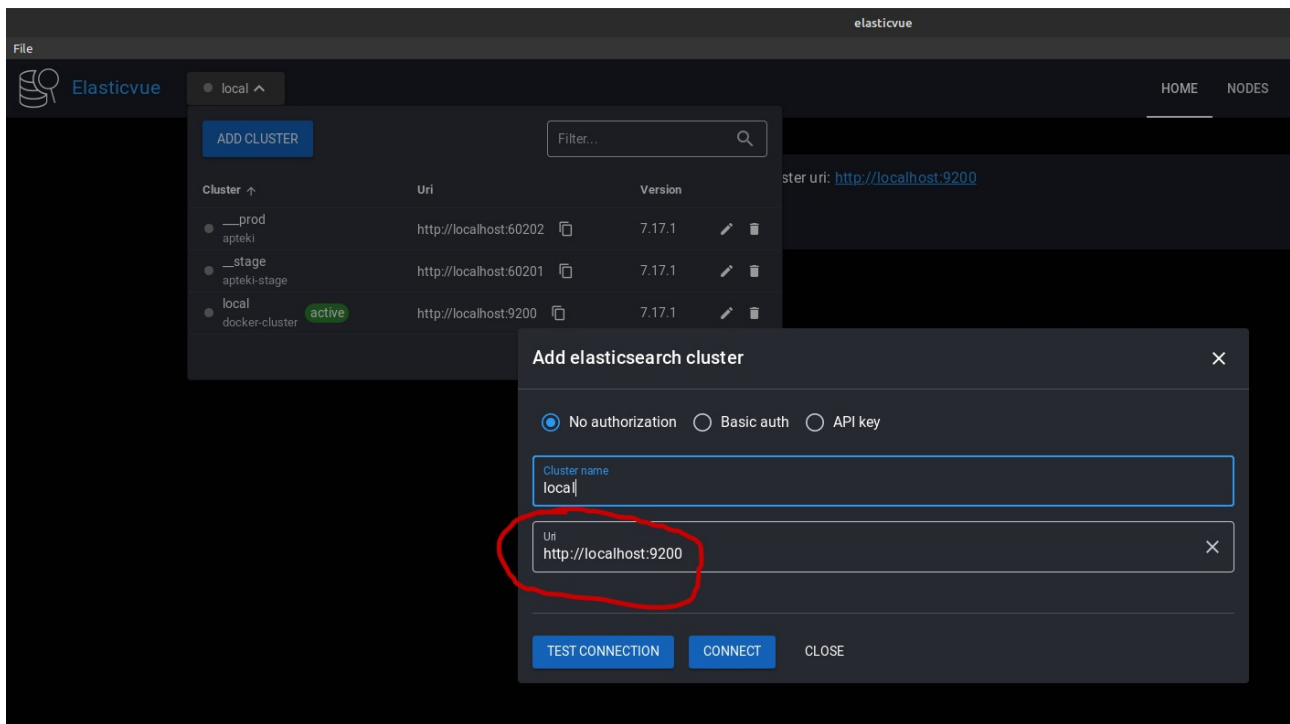 elasticvue
File
Elasticvue
local
HOME NODES
ADD CLUSTER
Filter...
ster uri: http://localhost:9200
Cluster ↑ Uri Version
__prod
apteki
http://localhost:60202 7.17.1
__stage
apteki-stage
http://localhost:60201 7.17.1
local
docker-cluster
active
http://localhost:9200 7.17.1
Add elasticsearch cluster
No authorization Basic auth API key
Cluster name
local
Uri
http://localhost:9200
TEST CONNECTION CONNECT CLOSE